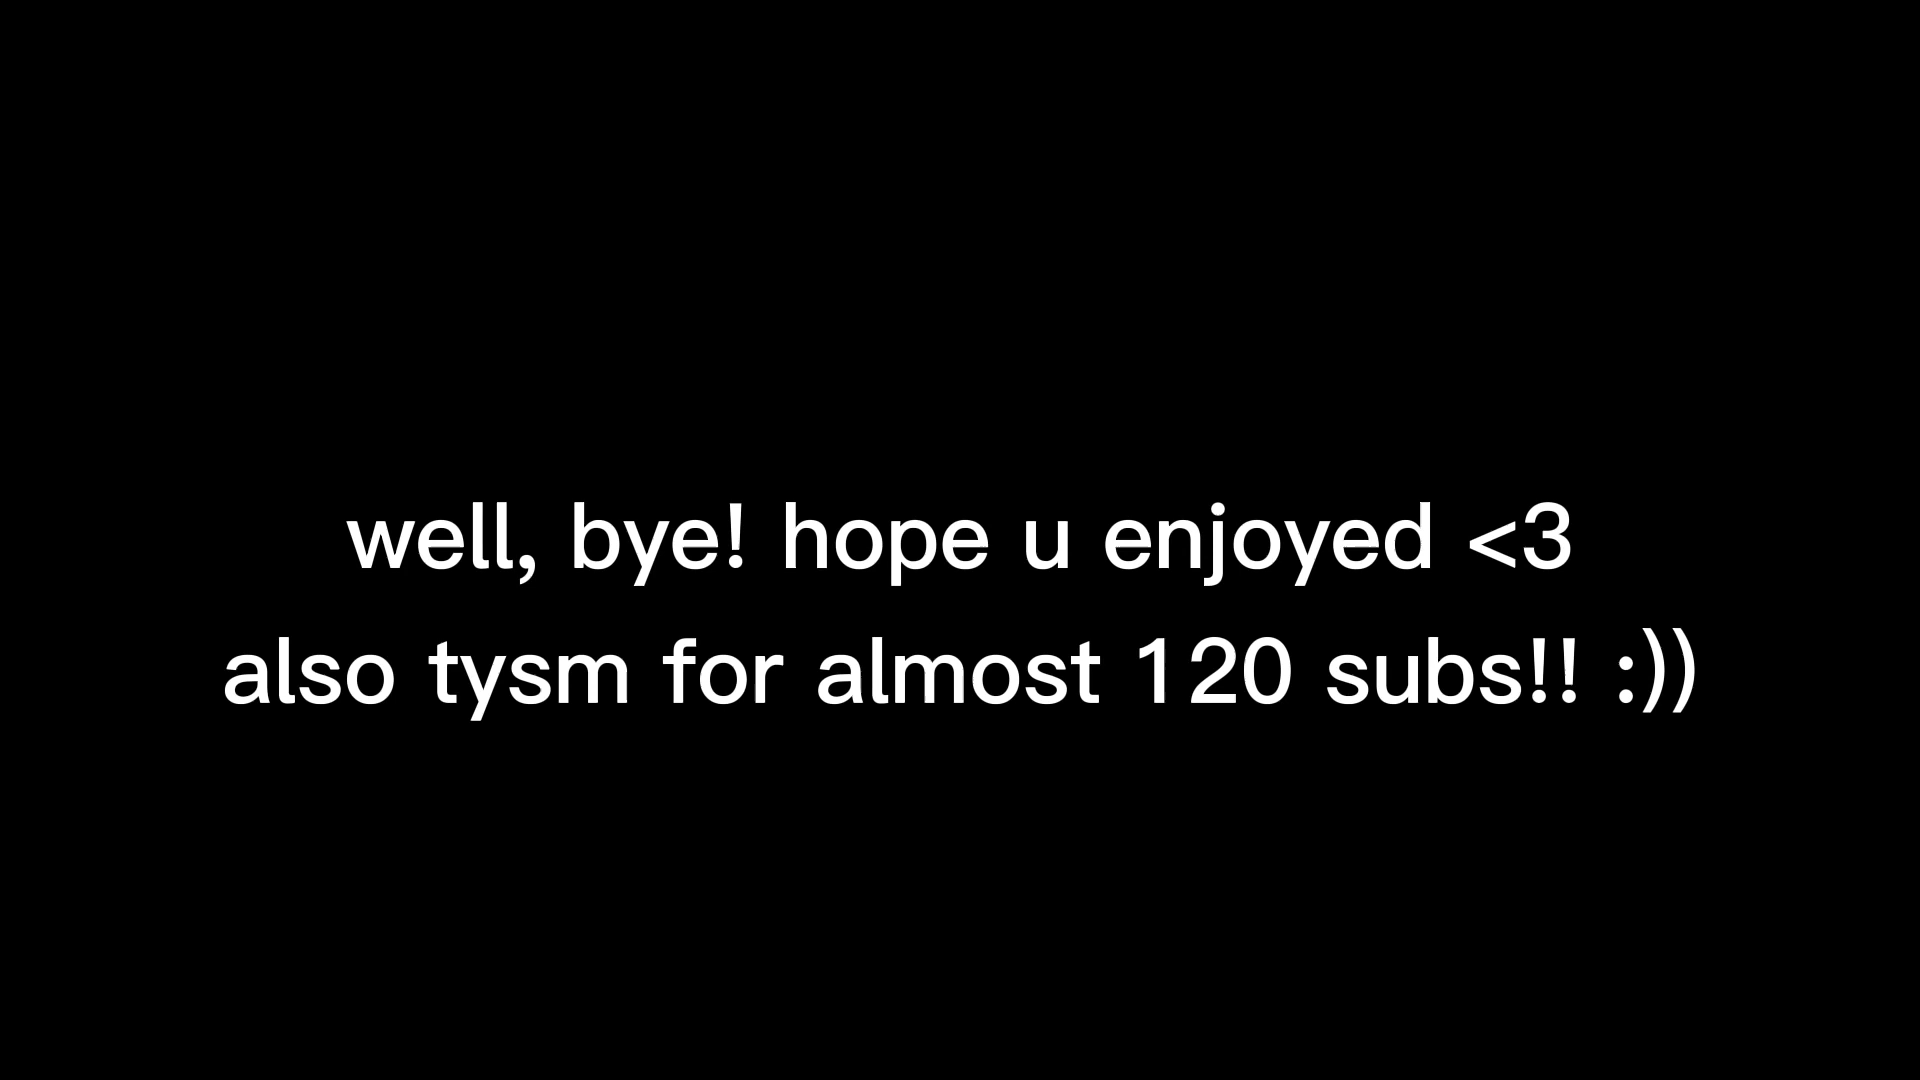 well, bye! hope u enjoyed <3
also tysm for almost 120 subs!! :))